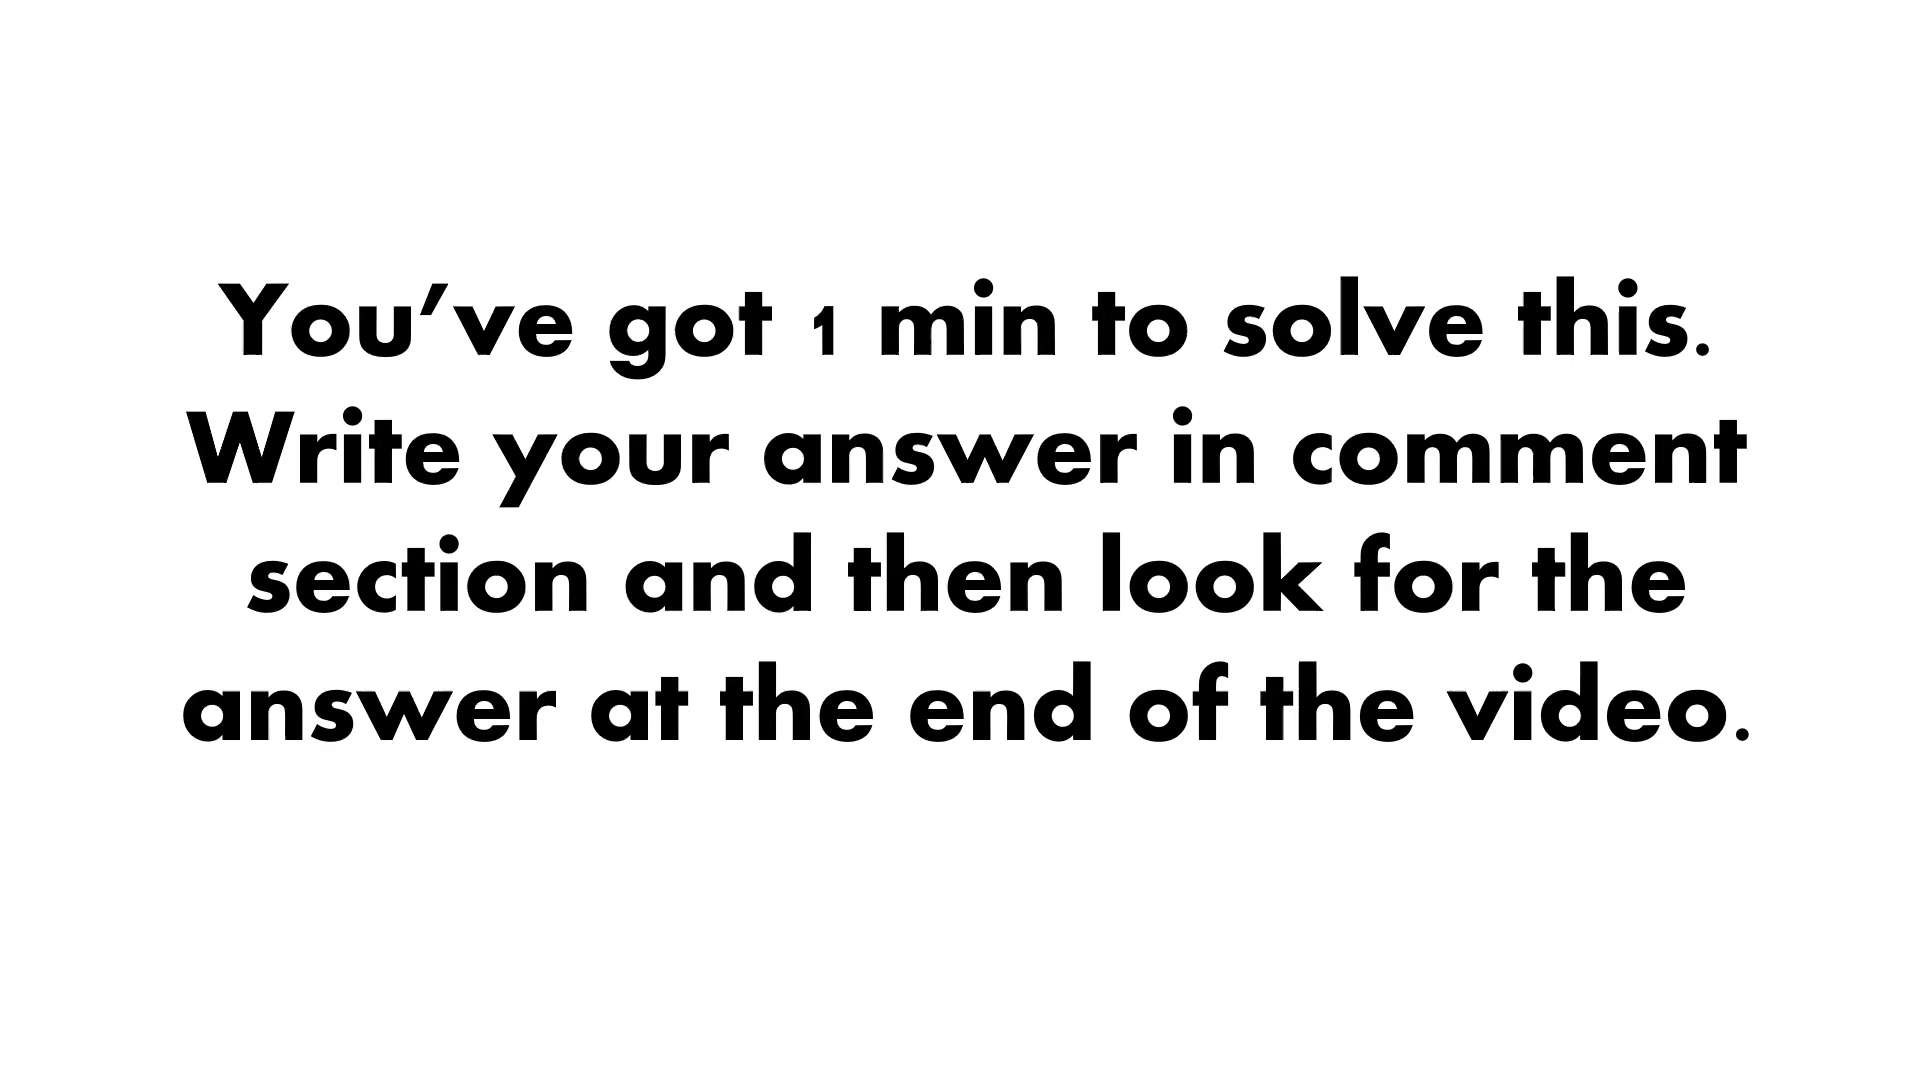 You’ve got 1 min to solve this.
Write your answer in comment
section and then look for the
answer at the end of the video.